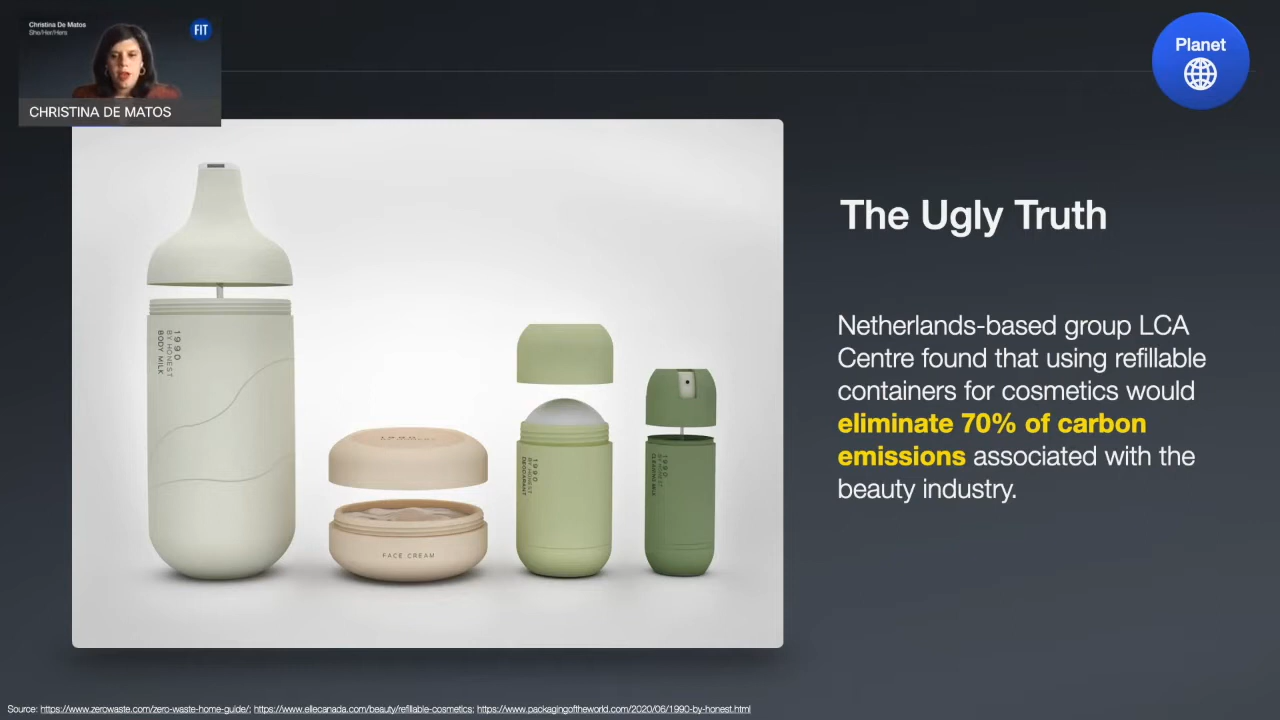 Christina De Matos
She/Her/Hers
FIT
CHRISTINA DE MATOS
Planet
The Ugly Truth
Netherlands-based group LCA
Centre found that using refillable
containers for cosmetics would
eliminate 70% of carbon
emissions associated with the
beauty industry.
1990
BY HONEST
BODY MILK
1990
FACE CREAM
1990
BY HONEST
DEODORANT
1990
BY HONEST
Source: https://www.zerowaste.com/zero-waste-home-guide/; https://www.ellecanada.com/beauty/refillable-cosmetics; https://www.packagingoftheworld.com/2020/06/1990-by-honest.html